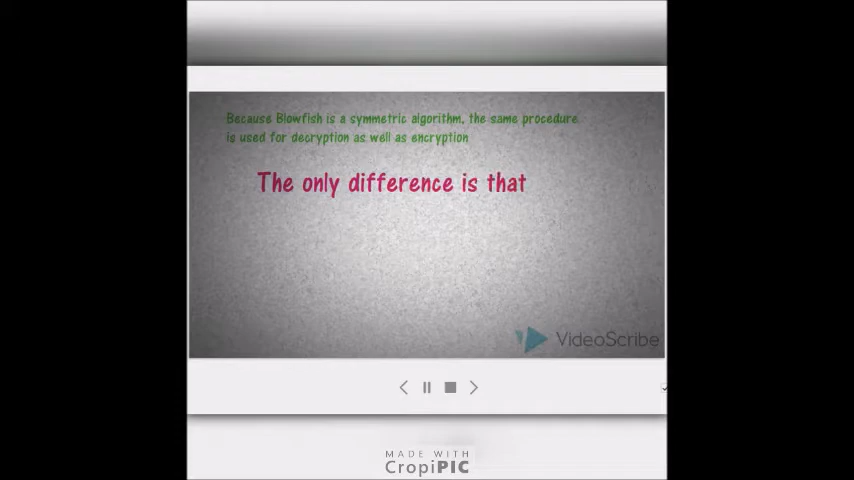 Because Blowfish is a symmetric algorithm, the same procedure
is used for decryption as well as encryption
The only difference is that
VideoScribe
MADE WITH
CropiPIC